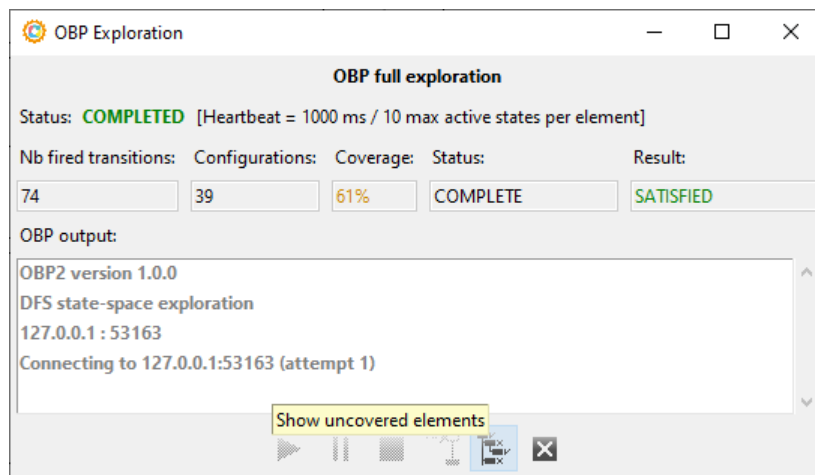 OBP Exploration
OBP full exploration
Status: COMPLETED [Heartbeat = 1000 ms / 10 max active states per element]
Nb fired transitions: Configurations: Coverage: Status: Result:
74 39 61% COMPLETE SATISFIED
OBP output:
OBP2 version 1.0.0
DFS state-space exploration
127.0.0.1 : 53163
Connecting to 127.0.0.1:53163 (attempt 1)
Show uncovered elements